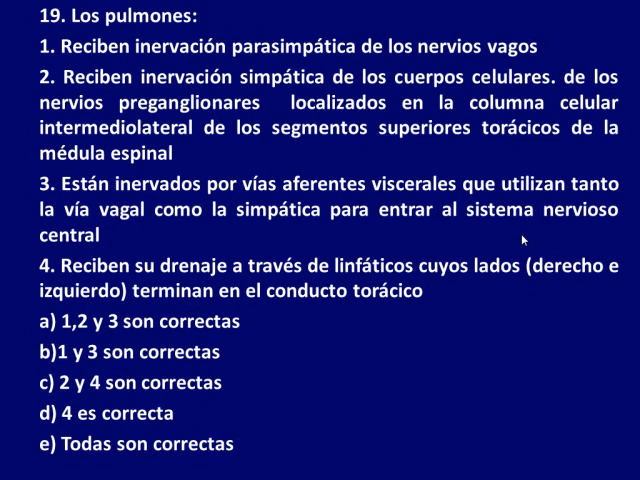 19. Los pulmones:
1. Reciben inervación parasimpática de los nervios vagos
2. Reciben inervación simpática de los cuerpos celulares. de los
nervios preganglionares localizados en la columna celular
intermediolateral de los segmentos superiores torácicos de la
médula espinal
3. Están inervados por vías aferentes viscerales que utilizan tanto
la vía vagal como la simpática para entrar al sistema nervioso
central
4. Reciben su drenaje a través de linfáticos cuyos lados (derecho e
izquierdo) terminan en el conducto torácico
a) 1,2 y 3 son correctas
b)1 y 3 son correctas
c) 2 y 4 son correctas
d) 4 es correcta
e) Todas son correctas